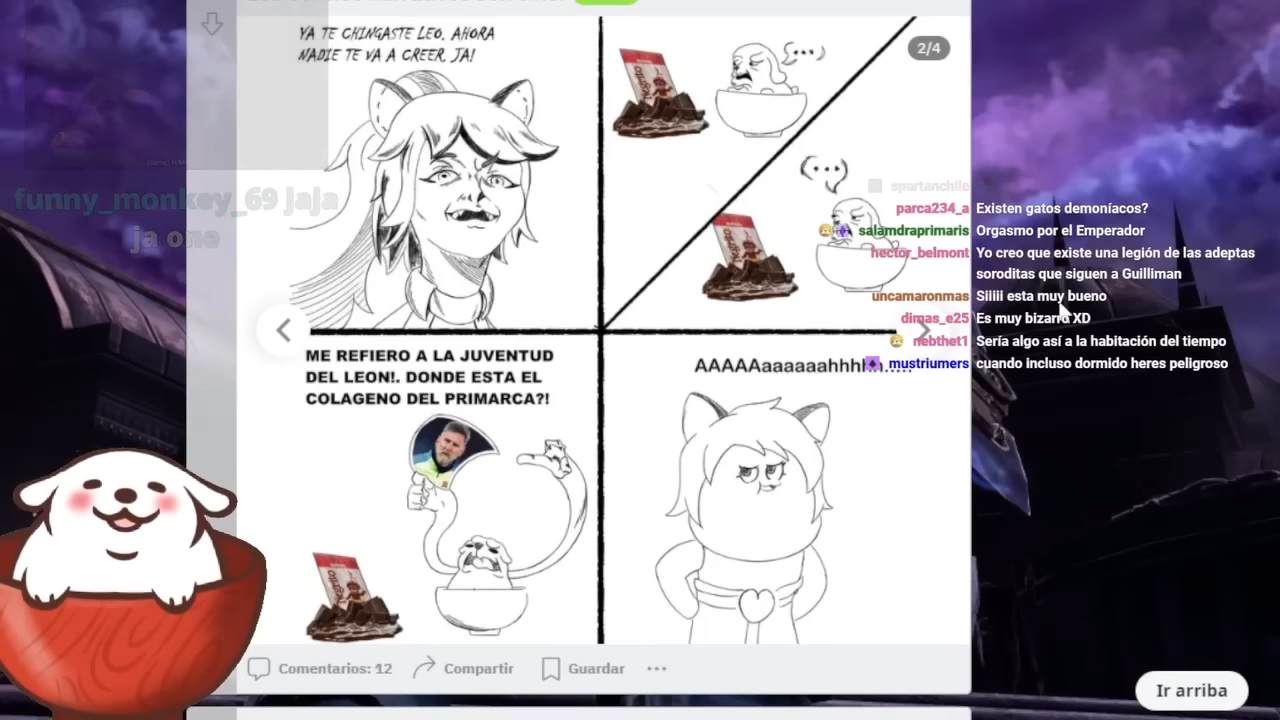 YA TE CHINGASTE LEO, AHORA
NADIE TE VA A CREER, JA!
2/4
(...)
(...)
funny_monkey_69 jaja
ja one
spartanchile
parca234_a Existen gatos demoníacos?
salamdraprimaris Orgasmo por el Emperador
hector_belmont Yo creo que existe una legión de las adeptas
soroditas que siguen a Guilliman
uncamaronmas Siiiii esta muy bueno
dimas_e25 Es muy bizarro XD
nebthet1 Sería algo así a la habitación del tiempo
mustriumers cuando incluso dormido heres peligroso
ME REFIERO A LA JUVENTUD
DEL LEON!. DONDE ESTA EL
COLAGENO DEL PRIMARCA?!
AAAAAaaaaaahhhhh.....
Comentarios: 12
Compartir
Guardar
Ir arriba